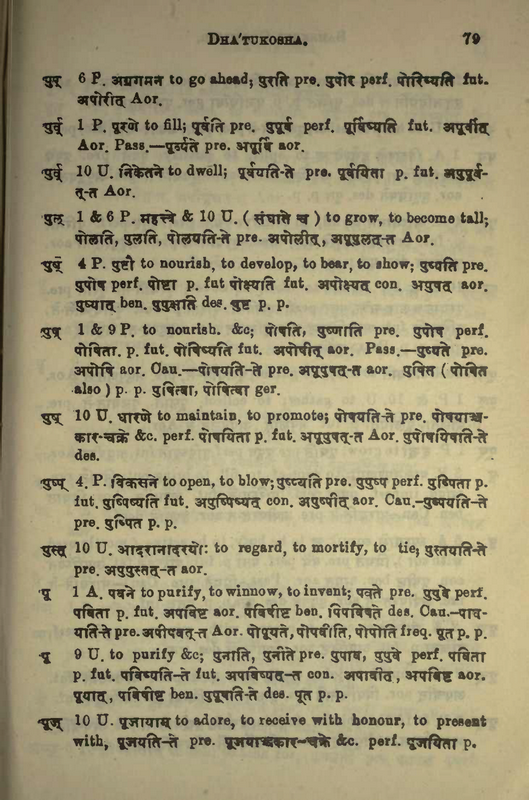 DHA'TUKOSHA. 79
पुर् 6 P. अग्रगमन to go ahead; पुरति pre. पुपोर perf. पोरिष्यति fut.
अपोरीत् Aor.
पुर्व् 1 P. पूरणे to fill; पूर्वति pre. पुपूर्व perf. पूर्विष्यति fut. अपूर्वीत्
Aor. Pass.—पूर्व्यते pre. अपूर्वि aor.
पुर्व् 10 U. निकेतने to dwell; पूर्वयति-ते pre. पूर्वयिता p. fut. अपुपूर्व-
त्-त Aor.
पुल् 1 & 6 P. महत्त्वे & 10 U. ( संघाते च ) to grow, to become tall;
पोलति, पुलति, पोलयति-ते pre. अपोलीत्, अपूपुलत्-त Aor.
पुष् 4 P. पुष्टौ to nourish, to develop, to bear, to show; पुष्यति pre.
पुपोष perf. पोष्टा p. fut पोक्ष्यति fut. अपोक्ष्यत् con. अपुषत् aor.
पुष्यात् ben. पुपुक्षति des. पुष्ट p. p.
पुष् 1 & 9 P. to nourish. &c; पोषति, पुष्णाति pre. पुपोष perf.
पोषिता. p. fut. पोषिष्यति fut. अपोषीत् aor. Pass.—पुष्यते pre.
अपोषि aor. Cau.—पोषयति-ते pre. अपूपुषत्-त aor. पुषित ( पोषित
also ) p. p. पुषित्वा, पोषित्वा ger.
पुष् 10 U. धारणे to maintain, to promote; पोषयति-ते pre. पोषयाञ्च-
कार-चक्रे &c. perf. पोषयिता p. fut. अपूपुषत्-त Aor. पुपोषयिषति-ते
des.
पुष्प् 4. P. विकसने to open, to blow; पुष्प्यति pre. पुपुष्प perf. पुष्पिता p.
fut. पुष्पिष्यति fut. अपुष्पिष्यत् con. अपुष्पीत् aor. Cau.-पुष्पयति-ते
pre. पुष्पित p. p.
पुस्त् 10 U. आदरानादरयोः to regard, to mortify, to tie; पुस्तयति-ते
pre. अपुपुस्तत्-त aor.
पू 1 A. पवने to purify, to winnow, to invent; पवते pre. पुपुवे perf.
पविता p. fut. अपविष्ट aor. पविषीष्ट ben. पिपविषते des. Cau.—पाव-
यति-ते pre. अपीपवत्-त Aor. पोपूयते, पोपवीति, पोपोति freq. पूत p. p.
पू 9 U. to purify &c; पुनाति, पुनीते pre. पुपाव, पुपुवे perf. पविता
p. fut. पविष्यति-ते fut. अपविष्यत्-त con. अपावीत्, अपविष्ट aor.
पूयात्, पविषीष्ट ben. पुपूषति-ते des. पूत p. p.
पूज् 10 U. पूजायाम् to adore, to receive with honour, to present
with, पूजयति-ते pre. पूजयाञ्चकार-चक्रे &c. perf. पूजयिता p.